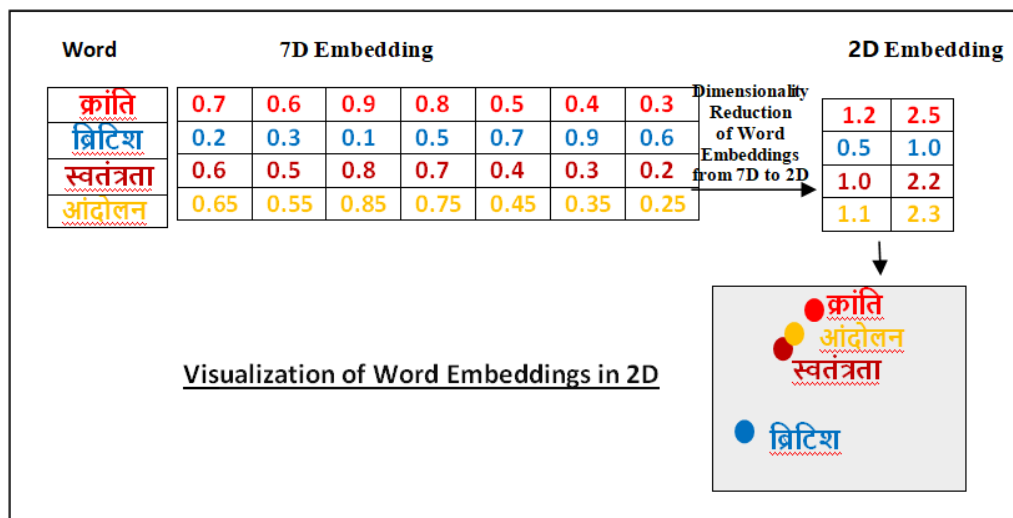 Word 7D Embedding 2D Embedding
क्रांति 0.7 0.6 0.9 0.8 0.5 0.4 0.3
ब्रिटिश 0.2 0.3 0.1 0.5 0.7 0.9 0.6
स्वतंत्रता 0.6 0.5 0.8 0.7 0.4 0.3 0.2
आंदोलन 0.65 0.55 0.85 0.75 0.45 0.35 0.25
Dimensionality
Reduction
of Word
Embeddings
from 7D to 2D
1.2 2.5
0.5 1.0
1.0 2.2
1.1 2.3
क्रांति
आंदोलन
स्वतंत्रता
ब्रिटिश
Visualization of Word Embeddings in 2D